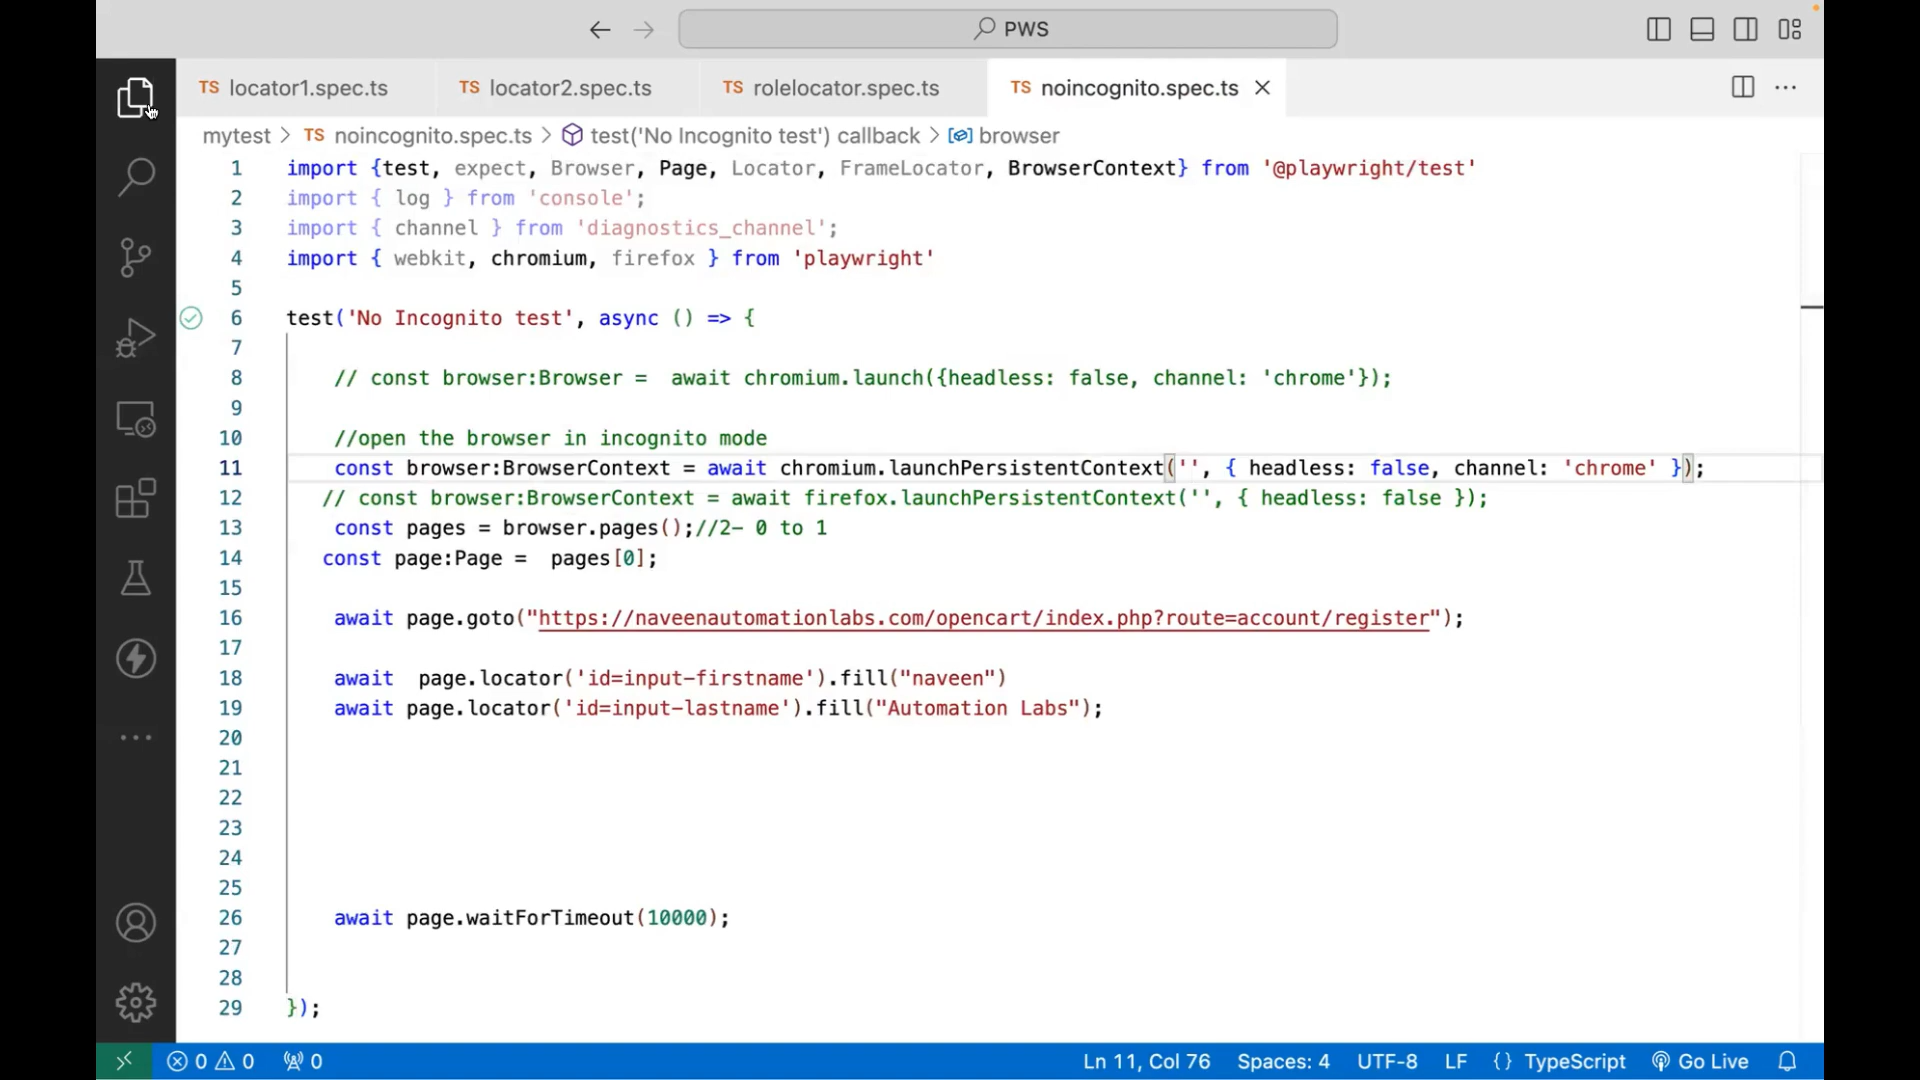 PWS
TS locator1.spec.ts TS locator2.spec.ts TS rolelocator.spec.ts TS noincognito.spec.ts
mytest > TS noincognito.spec.ts > test('No Incognito test') callback > browser
1 import {test, expect, Browser, Page, Locator, FrameLocator, BrowserContext} from '@playwright/test'
2 import { log } from 'console';
3 import { channel } from 'diagnostics_channel';
4 import { webkit, chromium, firefox } from 'playwright'
5
6 test('No Incognito test', async () => {
7
8 // const browser:Browser =  await chromium.launch({headless: false, channel: 'chrome'});
9
10 //open the browser in incognito mode
11 const browser:BrowserContext = await chromium.launchPersistentContext('', { headless: false, channel: 'chrome' });
12 // const browser:BrowserContext = await firefox.launchPersistentContext('', { headless: false });
13 const pages = browser.pages();//2- 0 to 1
14 const page:Page =  pages[0];
15
16 await page.goto("https://naveenautomationlabs.com/opencart/index.php?route=account/register");
17
18 await  page.locator('id=input-firstname').fill("naveen")
19 await page.locator('id=input-lastname').fill("Automation Labs");
20
21
22
23
24
25
26 await page.waitForTimeout(10000);
27
28
29 });
0 0 0 Ln 11, Col 76 Spaces: 4 UTF-8 LF {} TypeScript Go Live